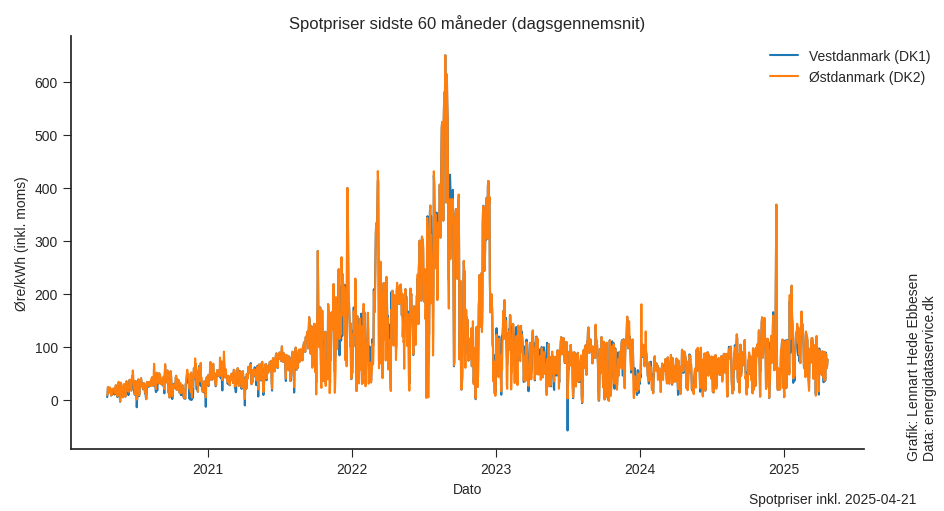 Spotpriser sidste 60 måneder (dagsgennemsnit)
Vestdanmark (DK1)
Østdanmark (DK2)
Øre/kWh (inkl. moms)
600
500
400
300
200
100
0
2021
2022
2023
2024
2025
Dato
Grafik: Lennart Hede Ebbesen
Data: energidataservice.dk
Spotpriser inkl. 2025-04-21